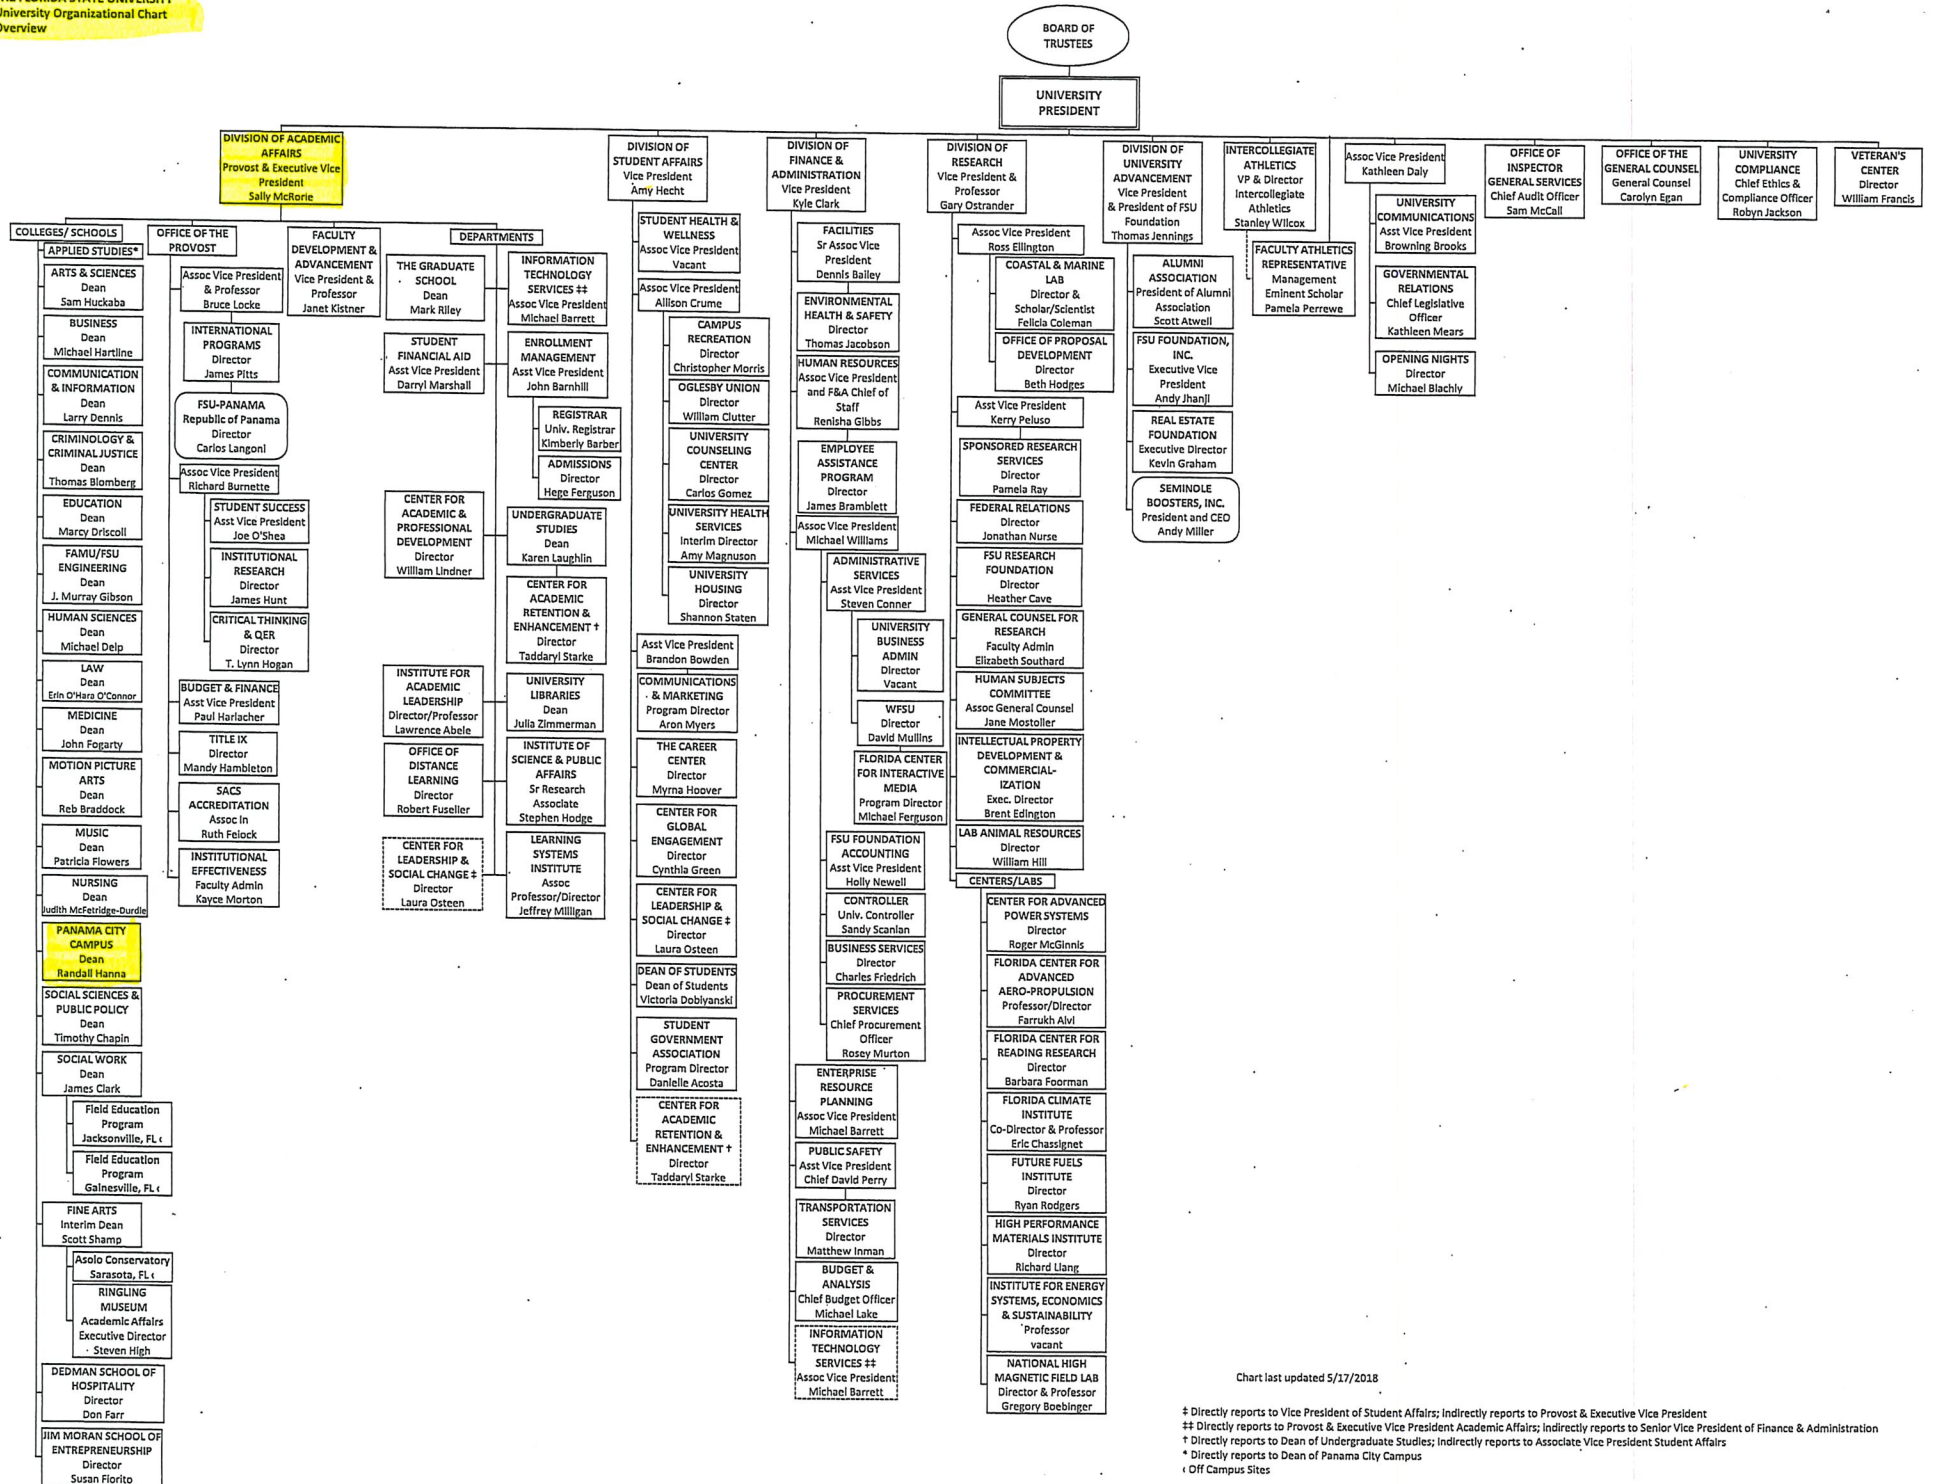 THE FLORIDA STATE UNIVERSITY
University Organizational Chart
Overview
BOARD OF
TRUSTEES
UNIVERSITY
PRESIDENT
DIVISION OF ACADEMIC
AFFAIRS
Provost & Executive Vice
President
Sally McRorie
COLLEGES/ SCHOOLS
APPLIED STUDIES*
ARTS & SCIENCES
Dean
Sam Huckaba
BUSINESS
Dean
Michael Hartline
COMMUNICATION
& INFORMATION
Dean
Larry Dennis
CRIMINOLOGY &
CRIMINAL JUSTICE
Dean
Thomas Blomberg
EDUCATION
Dean
Marcy Driscoll
FAMU/FSU
ENGINEERING
Dean
J. Murray Gibson
HUMAN SCIENCES
Dean
Michael Delp
LAW
Dean
Erin O'Hara O'Connor
MEDICINE
Dean
John Fogarty
MOTION PICTURE
ARTS
Dean
Reb Braddock
MUSIC
Dean
Patricia Flowers
NURSING
Dean
Judith McFetridge-Durdle
PANAMA CITY
CAMPUS
Dean
Randall Hanna
SOCIAL SCIENCES &
PUBLIC POLICY
Dean
Timothy Chapin
SOCIAL WORK
Dean
James Clark
Field Education
Program
Jacksonville, FL ‹
Field Education
Program
Gainesville, FL ‹
FINE ARTS
Interim Dean
Scott Shamp
Asolo Conservatory
Sarasota, FL ‹
RINGLING
MUSEUM
Academic Affairs
Executive Director
Steven High
DEDMAN SCHOOL OF
HOSPITALITY
Director
Don Farr
JIM MORAN SCHOOL OF
ENTREPRENEURSHIP
Director
Susan Fiorito
OFFICE OF THE
PROVOST
Assoc Vice President
& Professor
Bruce Locke
INTERNATIONAL
PROGRAMS
Director
James Pitts
FSU-PANAMA
Republic of Panama
Director
Carlos Langoni
Assoc Vice President
Richard Burnette
STUDENT SUCCESS
Asst Vice President
Joe O'Shea
INSTITUTIONAL
RESEARCH
Director
James Hunt
CRITICAL THINKING
& QER
Director
T. Lynn Hogan
BUDGET & FINANCE
Asst Vice President
Paul Harlacher
TITLE IX
Director
Mandy Hambleton
SACS
ACCREDITATION
Assoc In
Ruth Feiock
INSTITUTIONAL
EFFECTIVENESS
Faculty Admin
Kayce Morton
FACULTY
DEVELOPMENT &
ADVANCEMENT
Vice President &
Professor
Janet Kistner
DEPARTMENTS
THE GRADUATE
SCHOOL
Dean
Mark Riley
STUDENT
FINANCIAL AID
Asst Vice President
Darryl Marshall
CENTER FOR
ACADEMIC &
PROFESSIONAL
DEVELOPMENT
Director
William Lindner
INSTITUTE FOR
ACADEMIC
LEADERSHIP
Director/Professor
Lawrence Abele
OFFICE OF
DISTANCE
LEARNING
Director
Robert Fuselier
CENTER FOR
LEADERSHIP &
SOCIAL CHANGE ‡
Director
Laura Osteen
INFORMATION
TECHNOLOGY
SERVICES ‡‡
Assoc Vice President
Michael Barrett
ENROLLMENT
MANAGEMENT
Asst Vice President
John Barnhill
REGISTRAR
Univ. Registrar
Kimberly Barber
ADMISSIONS
Director
Hege Ferguson
UNDERGRADUATE
STUDIES
Dean
Karen Laughlin
CENTER FOR
ACADEMIC
RETENTION &
ENHANCEMENT †
Director
Taddaryl Starke
UNIVERSITY
LIBRARIES
Dean
Julia Zimmerman
INSTITUTE OF
SCIENCE & PUBLIC
AFFAIRS
Sr Research
Associate
Stephen Hodge
LEARNING
SYSTEMS
INSTITUTE
Assoc
Professor/Director
Jeffrey Milligan
DIVISION OF
STUDENT AFFAIRS
Vice President
Amy Hecht
STUDENT HEALTH &
WELLNESS
Assoc Vice President
Vacant
Assoc Vice President
Allison Crume
CAMPUS
RECREATION
Director
Christopher Morris
OGLESBY UNION
Director
William Clutter
UNIVERSITY
COUNSELING
CENTER
Director
Carlos Gomez
UNIVERSITY HEALTH
SERVICES
Interim Director
Amy Magnuson
UNIVERSITY
HOUSING
Director
Shannon Staten
Asst Vice President
Brandon Bowden
COMMUNICATIONS
& MARKETING
Program Director
Aron Myers
THE CAREER
CENTER
Director
Myrna Hoover
CENTER FOR
GLOBAL
ENGAGEMENT
Director
Cynthia Green
CENTER FOR
LEADERSHIP &
SOCIAL CHANGE ‡
Director
Laura Osteen
DEAN OF STUDENTS
Dean of Students
Victoria Dobiyanski
STUDENT
GOVERNMENT
ASSOCIATION
Program Director
Danielle Acosta
CENTER FOR
ACADEMIC
RETENTION &
ENHANCEMENT †
Director
Taddaryl Starke
DIVISION OF
FINANCE &
ADMINISTRATION
Vice President
Kyle Clark
FACILITIES
Sr Assoc Vice
President
Dennis Bailey
ENVIRONMENTAL
HEALTH & SAFETY
Director
Thomas Jacobson
HUMAN RESOURCES
Assoc Vice President
and F&A Chief of
Staff
Renisha Gibbs
EMPLOYEE
ASSISTANCE
PROGRAM
Director
James Bramblett
Assoc Vice President
Michael Williams
ADMINISTRATIVE
SERVICES
Asst Vice President
Steven Conner
UNIVERSITY
BUSINESS
ADMIN
Director
Vacant
WFSU
Director
David Mullins
FLORIDA CENTER
FOR INTERACTIVE
MEDIA
Program Director
Michael Ferguson
FSU FOUNDATION
ACCOUNTING
Asst Vice President
Holly Newell
CONTROLLER
Univ. Controller
Sandy Scanlan
BUSINESS SERVICES
Director
Charles Friedrich
PROCUREMENT
SERVICES
Chief Procurement
Officer
Rosey Murton
ENTERPRISE
RESOURCE
PLANNING
Assoc Vice President
Michael Barrett
PUBLIC SAFETY
Asst Vice President
Chief David Perry
TRANSPORTATION
SERVICES
Director
Matthew Inman
BUDGET &
ANALYSIS
Chief Budget Officer
Michael Lake
INFORMATION
TECHNOLOGY
SERVICES ‡‡
Assoc Vice President
Michael Barrett
DIVISION OF
RESEARCH
Vice President &
Professor
Gary Ostrander
Assoc Vice President
Ross Ellington
COASTAL & MARINE
LAB
Director &
Scholar/Scientist
Felicia Coleman
OFFICE OF PROPOSAL
DEVELOPMENT
Director
Beth Hodges
Asst Vice President
Kerry Peluso
SPONSORED RESEARCH
SERVICES
Director
Pamela Ray
FEDERAL RELATIONS
Director
Jonathan Nurse
FSU RESEARCH
FOUNDATION
Director
Heather Cave
GENERAL COUNSEL FOR
RESEARCH
Faculty Admin
Elizabeth Southard
HUMAN SUBJECTS
COMMITTEE
Assoc General Counsel
Jane Mostoller
INTELLECTUAL PROPERTY
DEVELOPMENT &
COMMERCIAL-
IZATION
Exec. Director
Brent Edington
LAB ANIMAL RESOURCES
Director
William Hill
CENTERS/LABS
CENTER FOR ADVANCED
POWER SYSTEMS
Director
Roger McGinnis
FLORIDA CENTER FOR
ADVANCED
AERO-PROPULSION
Professor/Director
Farrukh Alvi
FLORIDA CENTER FOR
READING RESEARCH
Director
Barbara Foorman
FLORIDA CLIMATE
INSTITUTE
Co-Director & Professor
Eric Chassignet
FUTURE FUELS
INSTITUTE
Director
Ryan Rodgers
HIGH PERFORMANCE
MATERIALS INSTITUTE
Director
Richard Liang
INSTITUTE FOR ENERGY
SYSTEMS, ECONOMICS
& SUSTAINABILITY
Professor
vacant
NATIONAL HIGH
MAGNETIC FIELD LAB
Director & Professor
Gregory Boebinger
DIVISION OF
UNIVERSITY
ADVANCEMENT
Vice President
& President of FSU
Foundation
Thomas Jennings
ALUMNI
ASSOCIATION
President of Alumni
Association
Scott Atwell
FSU FOUNDATION,
INC.
Executive Vice
President
Andy Jhanji
REAL ESTATE
FOUNDATION
Executive Director
Kevin Graham
SEMINOLE
BOOSTERS, INC.
President and CEO
Andy Miller
INTERCOLLEGIATE
ATHLETICS
VP & Director
Intercollegiate
Athletics
Stanley Wilcox
FACULTY ATHLETICS
REPRESENTATIVE
Management
Eminent Scholar
Pamela Perrewe
Assoc Vice President
Kathleen Daly
UNIVERSITY
COMMUNICATIONS
Asst Vice President
Browning Brooks
GOVERNMENTAL
RELATIONS
Chief Legislative
Officer
Kathleen Mears
OPENING NIGHTS
Director
Michael Blachly
OFFICE OF
INSPECTOR
GENERAL SERVICES
Chief Audit Officer
Sam McCall
OFFICE OF THE
GENERAL COUNSEL
General Counsel
Carolyn Egan
UNIVERSITY
COMPLIANCE
Chief Ethics &
Compliance Officer
Robyn Jackson
VETERAN'S
CENTER
Director
William Francis
Chart last updated 5/17/2018
‡ Directly reports to Vice President of Student Affairs; Indirectly reports to Provost & Executive Vice President
‡‡ Directly reports to Provost & Executive Vice President Academic Affairs; Indirectly reports to Senior Vice President of Finance & Administration
† Directly reports to Dean of Undergraduate Studies; Indirectly reports to Associate Vice President Student Affairs
* Directly reports to Dean of Panama City Campus
‹ Off Campus Sites